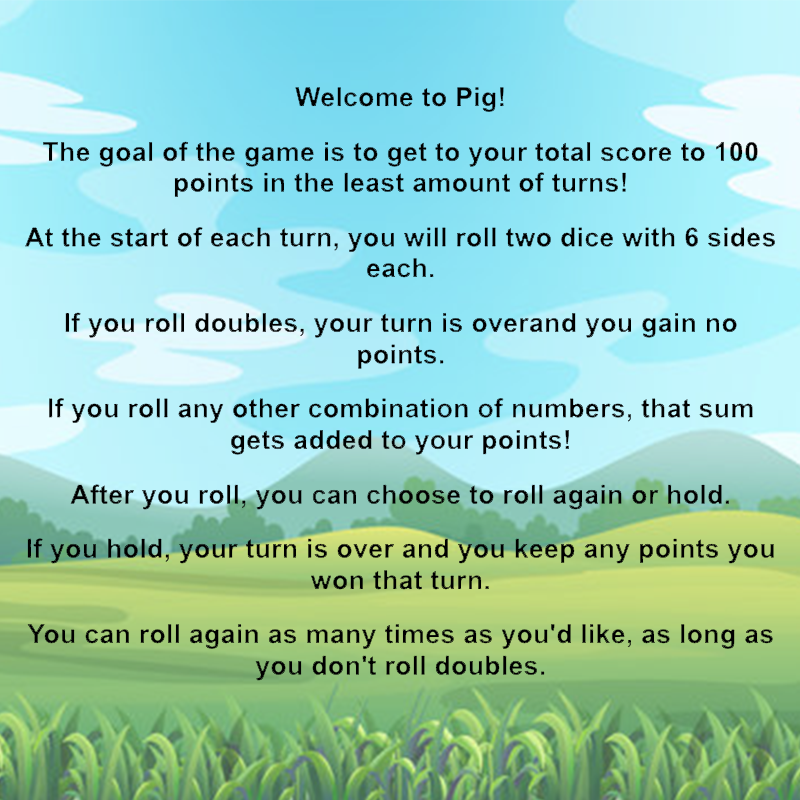 Welcome to Pig!
The goal of the game is to get to your total score to 100
points in the least amount of turns!
At the start of each turn, you will roll two dice with 6 sides
each.
If you roll doubles, your turn is overand you gain no
points.
If you roll any other combination of numbers, that sum
gets added to your points!
After you roll, you can choose to roll again or hold.
If you hold, your turn is over and you keep any points you
won that turn.
You can roll again as many times as you'd like, as long as
you don't roll doubles.